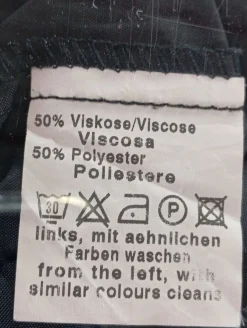 50% Viskose/Viscose
Viscosa
50% Polyester
Poliestere
30 P
links, mit aehnlichen
Farben waschen
from the left, with
similar colours cleans